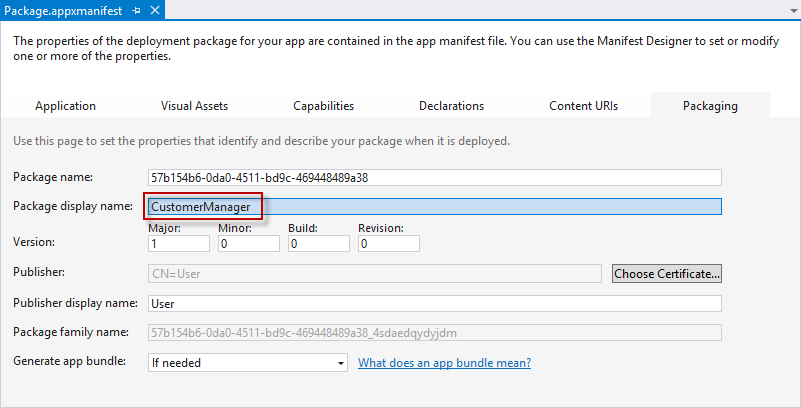 Package.appxmanifest
The properties of the deployment package for your app are contained in the app manifest file. You can use the Manifest Designer to set or modify
one or more of the properties.
Application Visual Assets Capabilities Declarations Content URIs Packaging
Use this page to set the properties that identify and describe your package when it is deployed.
Package name: 57b154b6-0da0-4511-bd9c-469448489a38
Package display name: CustomerManager
Major: Minor: Build: Revision:
Version: 1 0 0 0
Publisher: CN=User Choose Certificate...
Publisher display name: User
Package family name: 57b154b6-0da0-4511-bd9c-469448489a38_4sdaedqydyjdm
Generate app bundle: If needed What does an app bundle mean?